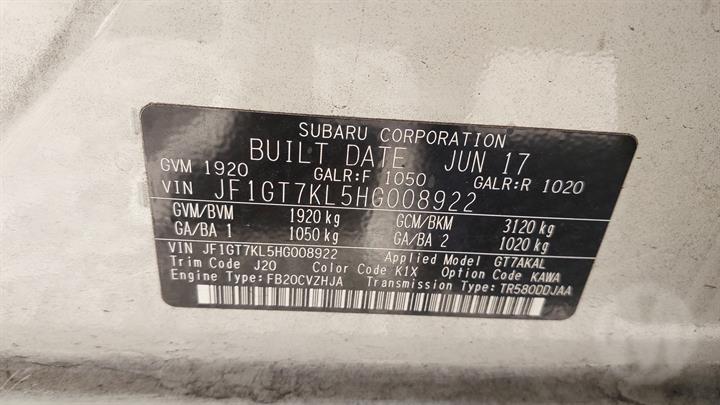 SUBARU CORPORATION
BUILT DATE JUN 17
GVM 1920 GALR:F 1050 GALR:R 1020
VIN JF1GT7KL5HG008922
GVM/BVM 1920 kg GCM/BKM 3120 kg
GA/BA 1 1050 kg GA/BA 2 1020 kg
VIN JF1GT7KL5HG008922 Applied Model GT7AKAL
Trim Code J20 Color Code K1X Option Code KAWA
Engine Type:FB20CVZHJA Transmission Type:TR580DDJAA